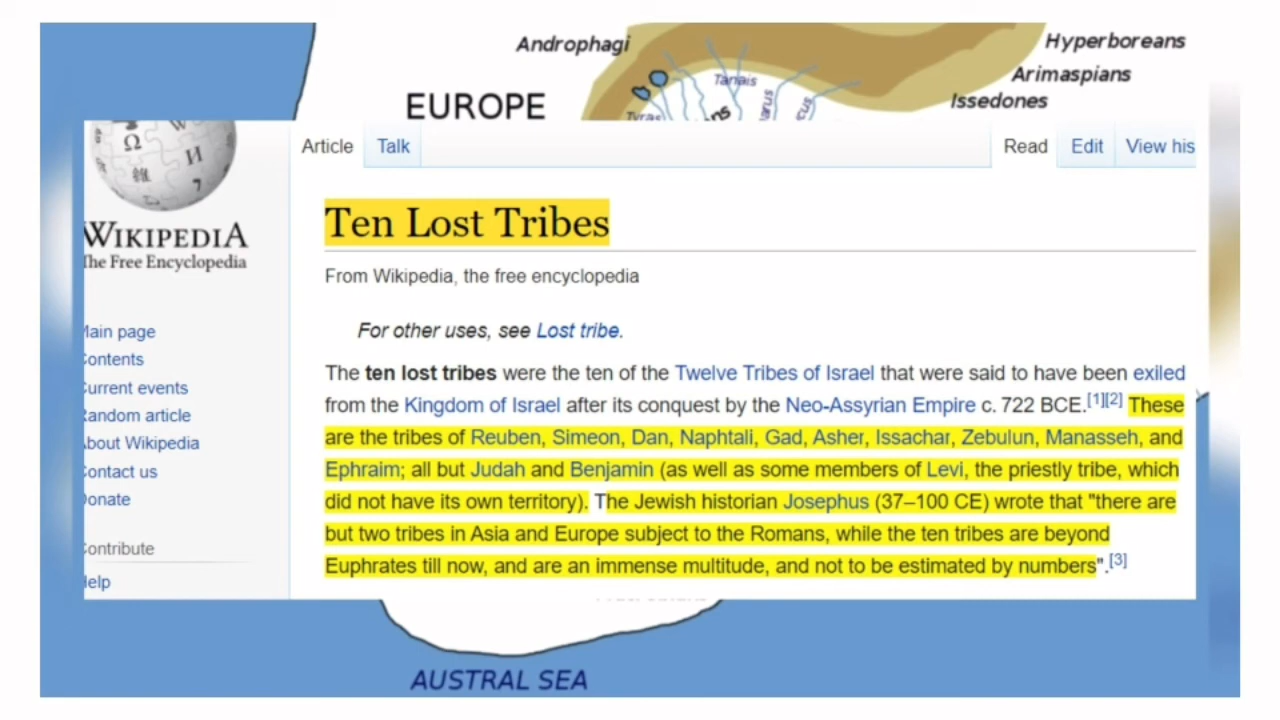 Androphagi
Hyperboreans
Arimaspians
Issedones
Tanais
EUROPE
Tyras
Article Talk Read Edit View his
WIKIPEDIA
The Free Encyclopedia
Ten Lost Tribes
From Wikipedia, the free encyclopedia
For other uses, see Lost tribe.
Main page
Contents
Current events
Random article
About Wikipedia
Contact us
Donate
Contribute
Help
The ten lost tribes were the ten of the Twelve Tribes of Israel that were said to have been exiled
from the Kingdom of Israel after its conquest by the Neo-Assyrian Empire c. 722 BCE.[1][2] These
are the tribes of Reuben, Simeon, Dan, Naphtali, Gad, Asher, Issachar, Zebulun, Manasseh, and
Ephraim; all but Judah and Benjamin (as well as some members of Levi, the priestly tribe, which
did not have its own territory). The Jewish historian Josephus (37–100 CE) wrote that "there are
but two tribes in Asia and Europe subject to the Romans, while the ten tribes are beyond
Euphrates till now, and are an immense multitude, and not to be estimated by numbers".[3]
AUSTRAL SEA